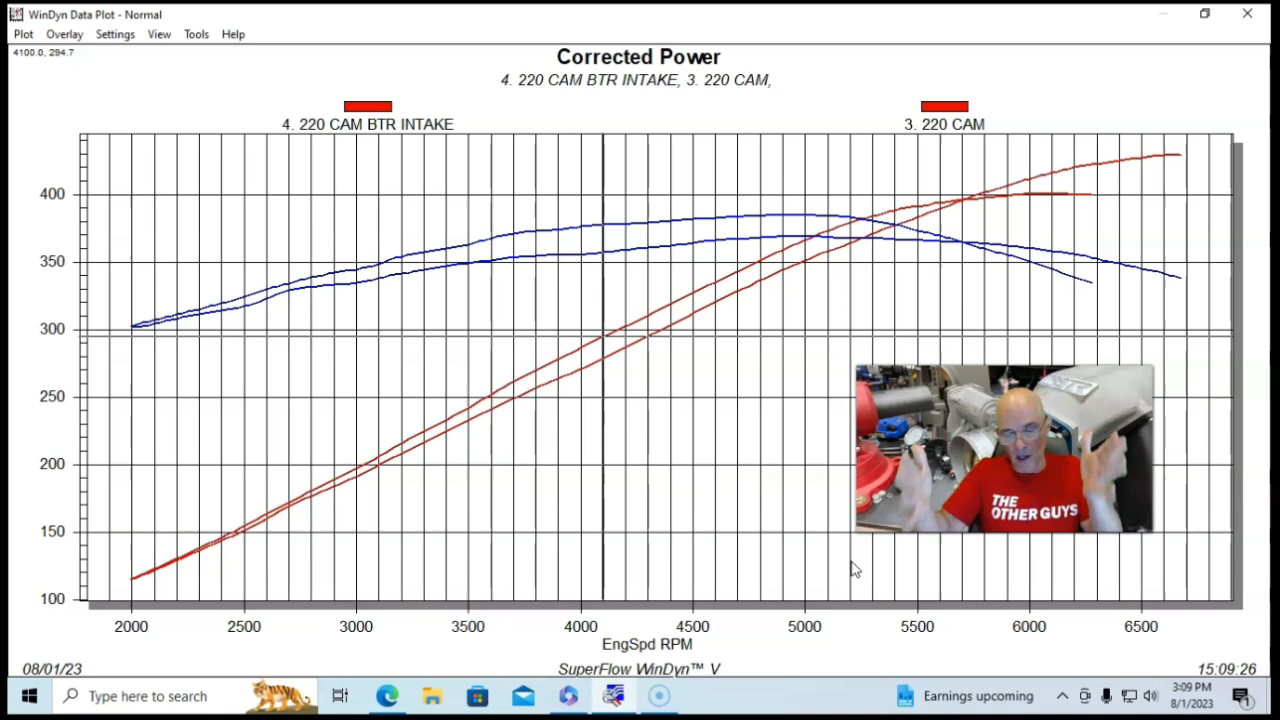 WinDyn Data Plot - Normal
Plot Overlay Settings View Tools Help
4100.0, 294.7
Corrected Power
4. 220 CAM BTR INTAKE, 3. 220 CAM,
4. 220 CAM BTR INTAKE 3. 220 CAM
400
350
300
250
200
150
100
THE
OTHER GUYS
2000 2500 3000 3500 4000 4500 5000 5500 6000 6500
EngSpd RPM
08/01/23 SuperFlow WinDyn™ V 15:09:26
Type here to search Earnings upcoming 3:09 PM
8/1/2023 1